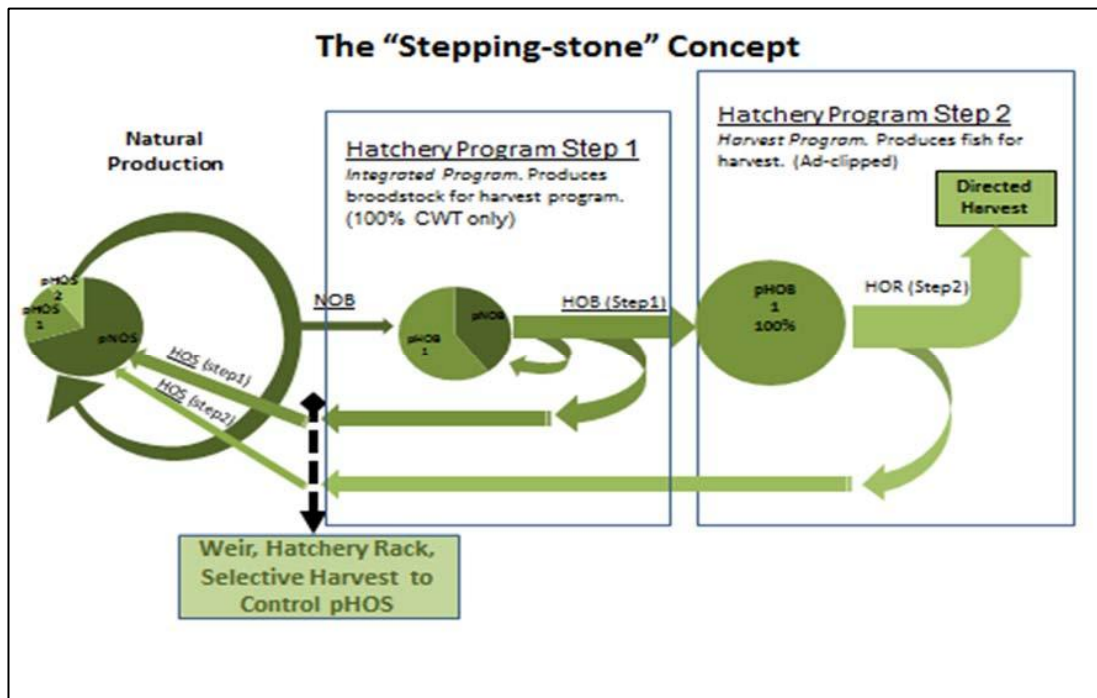 The “Stepping-stone” Concept
Natural
Production
Hatchery Program Step 1
Integrated Program. Produces
broodstock for harvest program.
(100% CWT only)
Hatchery Program Step 2
Harvest Program. Produces fish for
harvest. (Ad-clipped)
Directed
Harvest
pHOS
2
pHOS
1
pNOS
NOB
pNOB
pHOB
1
HOB (Step1)
pHOB
1
100%
HOR (Step2)
HOS (step1)
HOS (step2)
Weir, Hatchery Rack,
Selective Harvest to
Control pHOS